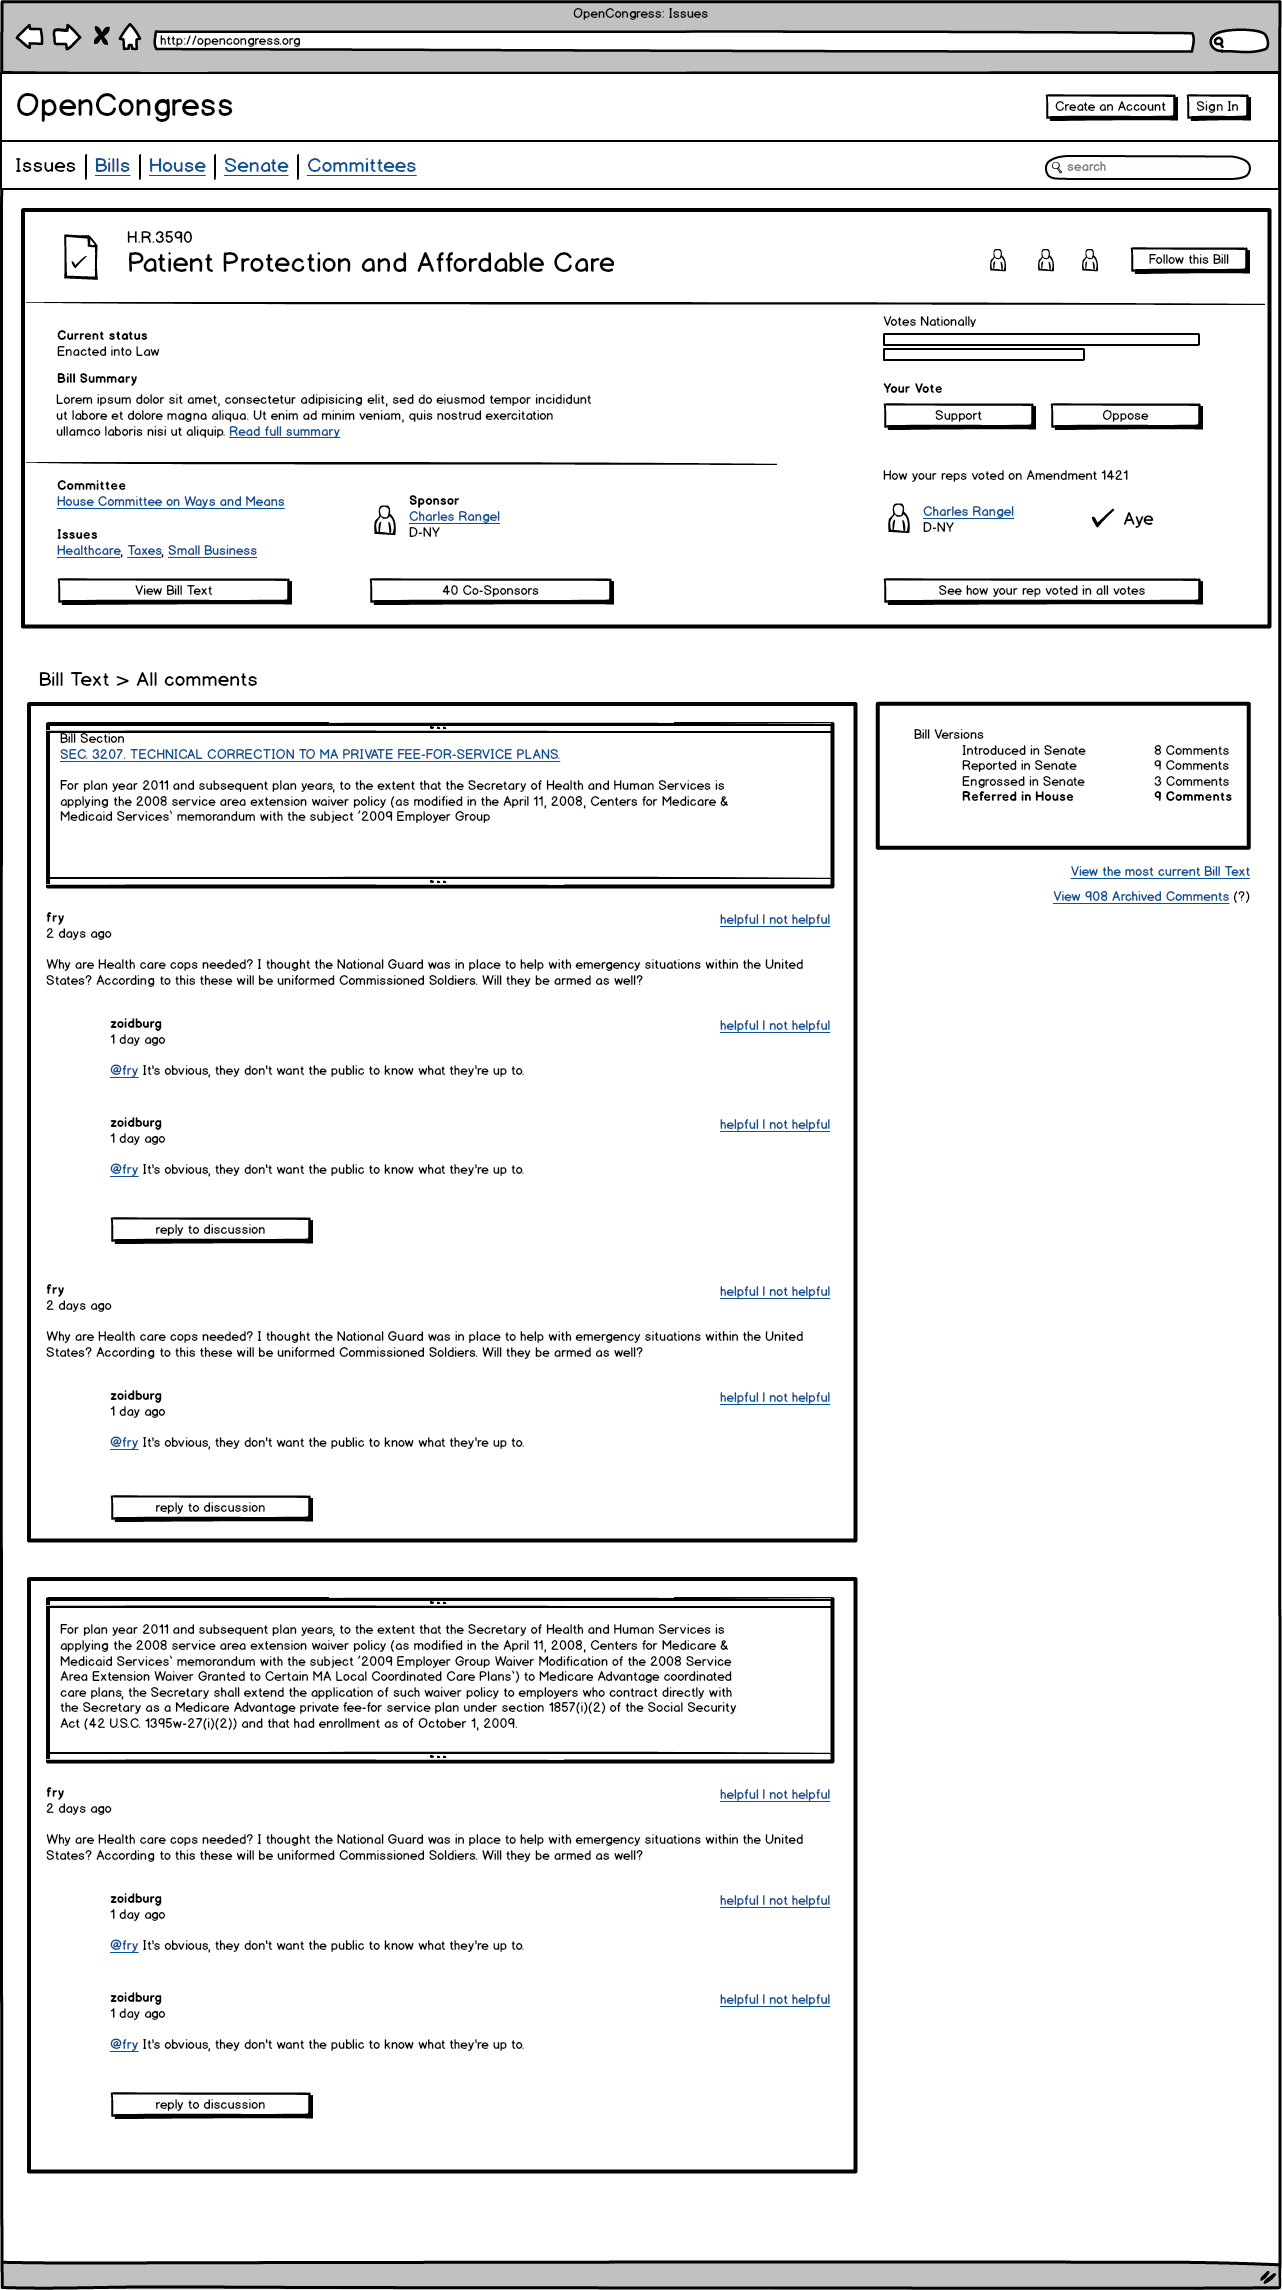 OpenCongress: Issues
http://opencongress.org
OpenCongress
Create an Account
Sign In
Issues
Bills
House
Senate
Committees
search
H.R.3590
Patient Protection and Affordable Care
Follow this Bill
Current status
Enacted into Law
Bill Summary
Lorem ipsum dolor sit amet, consectetur adipisicing elit, sed do eiusmod tempor incididunt
ut labore et dolore magna aliqua. Ut enim ad minim veniam, quis nostrud exercitation
ullamco laboris nisi ut aliquip. Read full summary
Votes Nationally
Your Vote
Support
Oppose
Committee
House Committee on Ways and Means
Issues
Healthcare, Taxes, Small Business
Sponsor
Charles Rangel
D-NY
How your reps voted on Amendment 1421
Charles Rangel
D-NY
Aye
View Bill Text
40 Co-Sponsors
See how your rep voted in all votes
Bill Text > All comments
Bill Section
SEC. 3207. TECHNICAL CORRECTION TO MA PRIVATE FEE-FOR-SERVICE PLANS.
For plan year 2011 and subsequent plan years, to the extent that the Secretary of Health and Human Services is
applying the 2008 service area extension waiver policy (as modified in the April 11, 2008, Centers for Medicare &
Medicaid Services` memorandum with the subject ´2009 Employer Group
Bill Versions
Introduced in Senate 8 Comments
Reported in Senate 9 Comments
Engrossed in Senate 3 Comments
Referred in House 9 Comments
View the most current Bill Text
View 908 Archived Comments (?)
fry
helpful I not helpful
2 days ago
Why are Health care cops needed? I thought the National Guard was in place to help with emergency situations within the United
States? According to this these will be uniformed Commissioned Soldiers. Will they be armed as well?
zoidburg
helpful I not helpful
1 day ago
@fry It's obvious, they don't want the public to know what they're up to.
zoidburg
helpful I not helpful
1 day ago
@fry It's obvious, they don't want the public to know what they're up to.
reply to discussion
fry
helpful I not helpful
2 days ago
Why are Health care cops needed? I thought the National Guard was in place to help with emergency situations within the United
States? According to this these will be uniformed Commissioned Soldiers. Will they be armed as well?
zoidburg
helpful I not helpful
1 day ago
@fry It's obvious, they don't want the public to know what they're up to.
reply to discussion
For plan year 2011 and subsequent plan years, to the extent that the Secretary of Health and Human Services is
applying the 2008 service area extension waiver policy (as modified in the April 11, 2008, Centers for Medicare &
Medicaid Services` memorandum with the subject ´2009 Employer Group Waiver Modification of the 2008 Service
Area Extension Waiver Granted to Certain MA Local Coordinated Care Plans`) to Medicare Advantage coordinated
care plans, the Secretary shall extend the application of such waiver policy to employers who contract directly with
the Secretary as a Medicare Advantage private fee-for service plan under section 1857(i)(2) of the Social Security
Act (42 U.S.C. 1395w-27(i)(2)) and that had enrollment as of October 1, 2009.
fry
helpful I not helpful
2 days ago
Why are Health care cops needed? I thought the National Guard was in place to help with emergency situations within the United
States? According to this these will be uniformed Commissioned Soldiers. Will they be armed as well?
zoidburg
helpful I not helpful
1 day ago
@fry It's obvious, they don't want the public to know what they're up to.
zoidburg
helpful I not helpful
1 day ago
@fry It's obvious, they don't want the public to know what they're up to.
reply to discussion